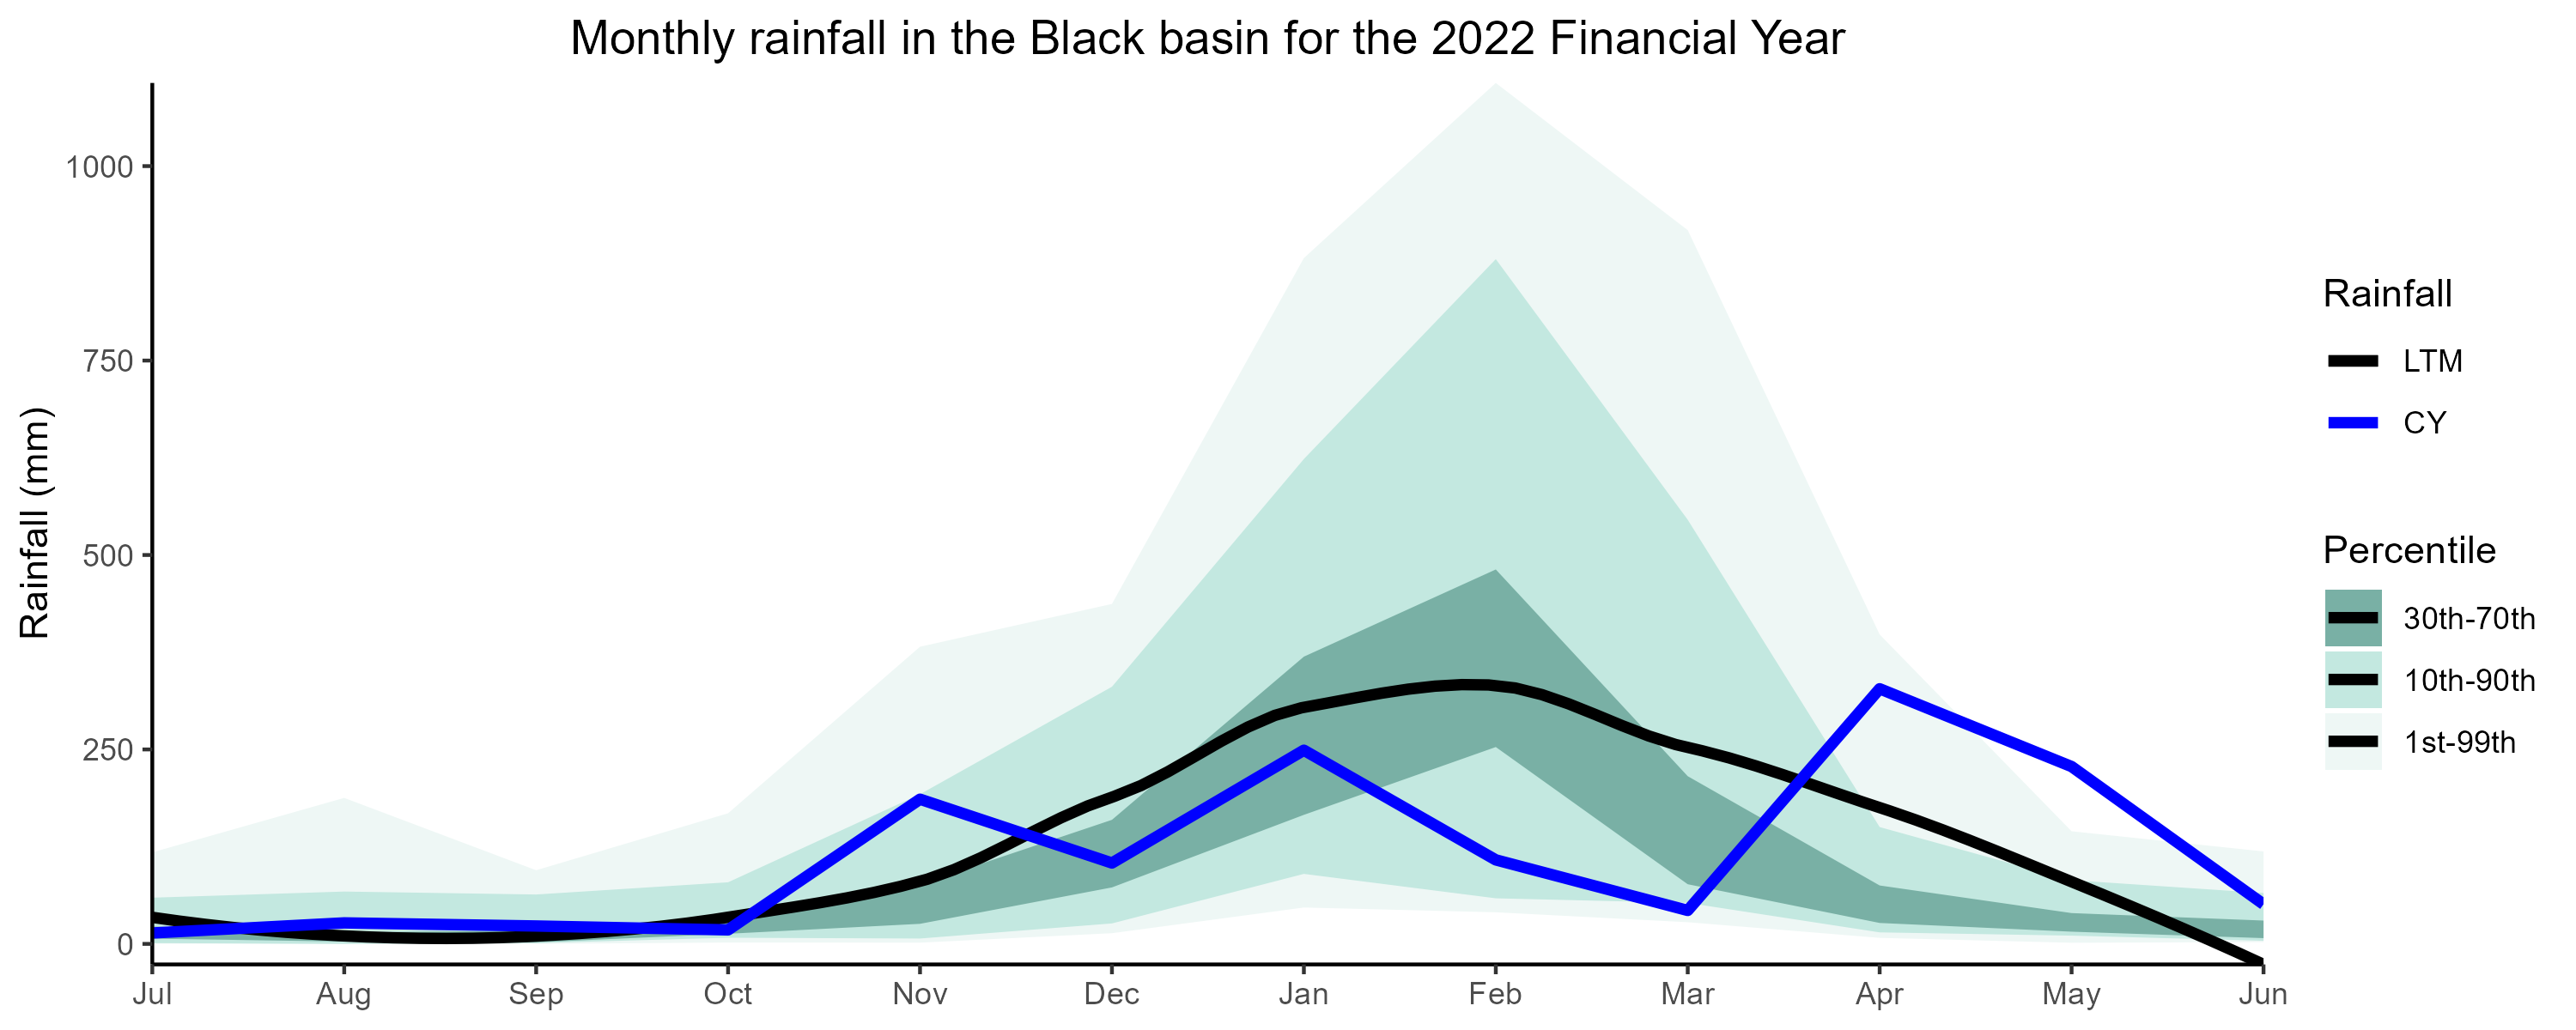 Monthly rainfall in the Black basin for the 2022 Financial Year
Rainfall (mm)
1000
750
500
250
0
Jul Aug Sep Oct Nov Dec Jan Feb Mar Apr May Jun
Rainfall
LTM
CY
Percentile
30th-70th
10th-90th
1st-99th